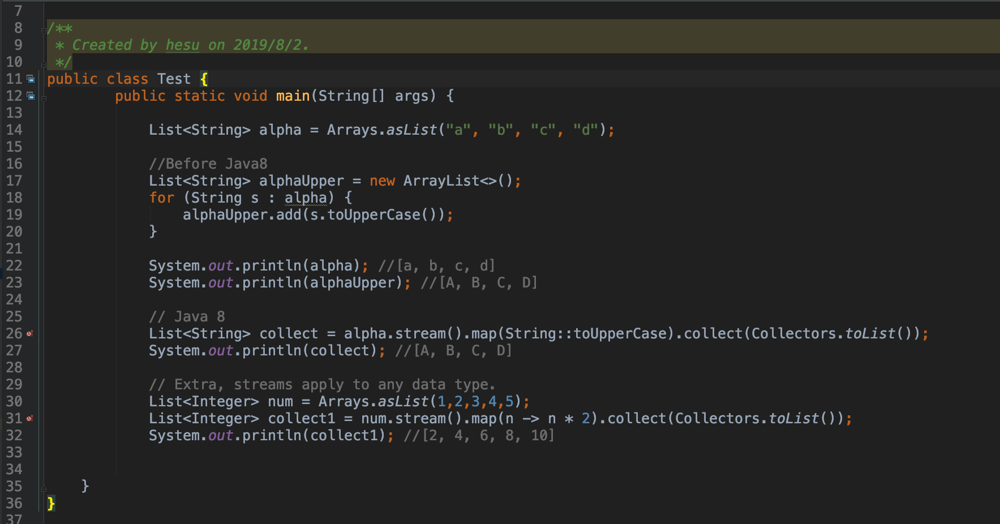 7
8 /**
9 * Created by hesu on 2019/8/2.
10 */
11 public class Test {
12 public static void main(String[] args) {
13
14 List<String> alpha = Arrays.asList("a", "b", "c", "d");
15
16 //Before Java8
17 List<String> alphaUpper = new ArrayList<>();
18 for (String s : alpha) {
19 alphaUpper.add(s.toUpperCase());
20 }
21
22 System.out.println(alpha); //[a, b, c, d]
23 System.out.println(alphaUpper); //[A, B, C, D]
24
25 // Java 8
26 List<String> collect = alpha.stream().map(String::toUpperCase).collect(Collectors.toList());
27 System.out.println(collect); //[A, B, C, D]
28
29 // Extra, streams apply to any data type.
30 List<Integer> num = Arrays.asList(1,2,3,4,5);
31 List<Integer> collect1 = num.stream().map(n -> n * 2).collect(Collectors.toList());
32 System.out.println(collect1); //[2, 4, 6, 8, 10]
33
34
35 }
36 }
37